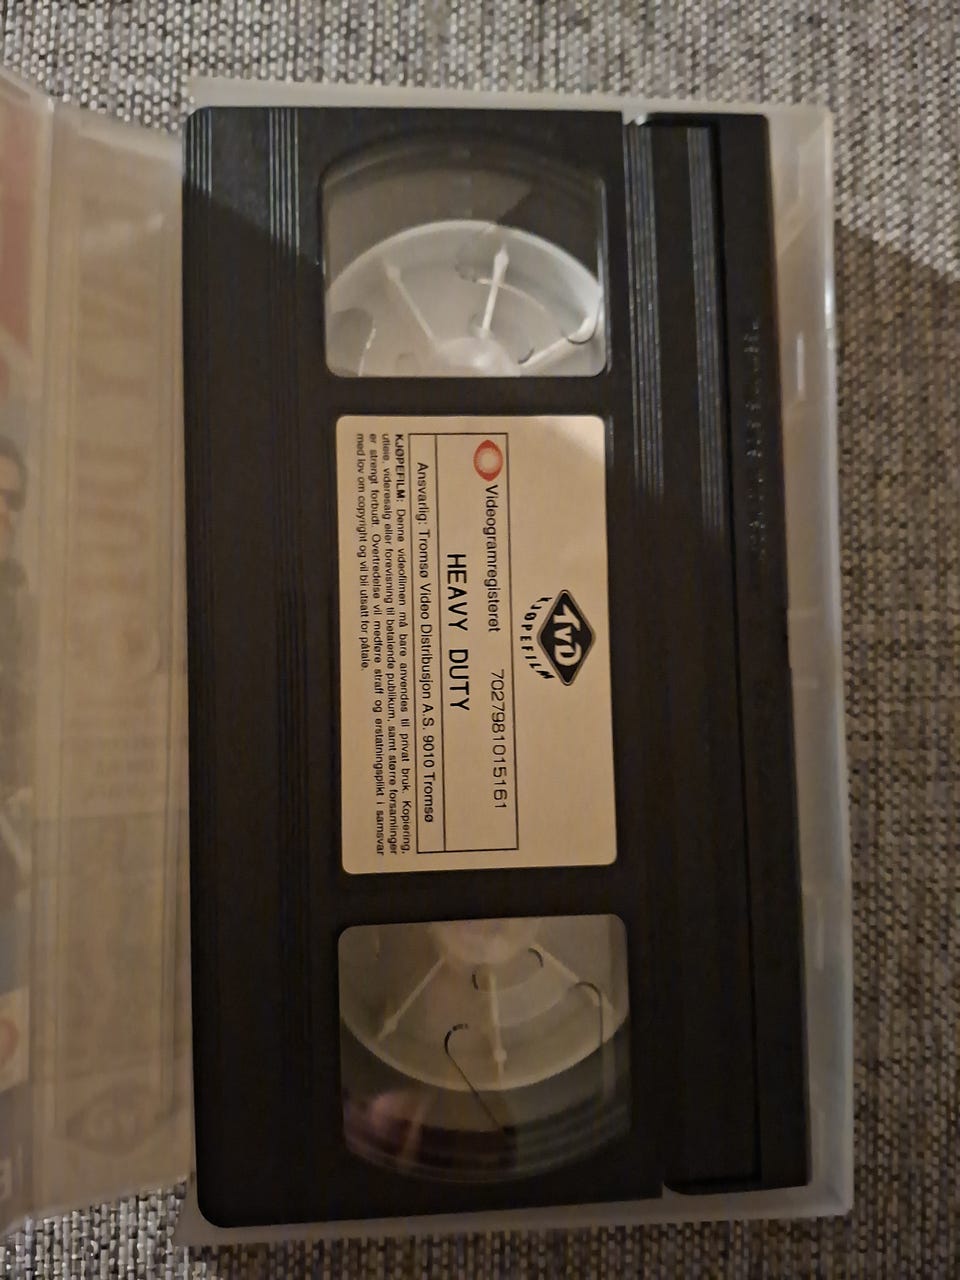 TVD
KJØPEFILM
Videogramregisteret 7027981015161
HEAVY DUTY
Ansvarlig: Tromsø Video Distribusjon A.S. 9010 Tromsø
KJØPEFILM: Denne videofilmen må bare anvendes til privat bruk. Kopiering,
utleie, videresalg eller forevisning til betalende publikum, samt større forsamlinger
er strengt forbudt. Overtredelse vil medføre straff og erstatningsplikt i samsvar
med lov om copyright og vil bli utsatt for påtale.